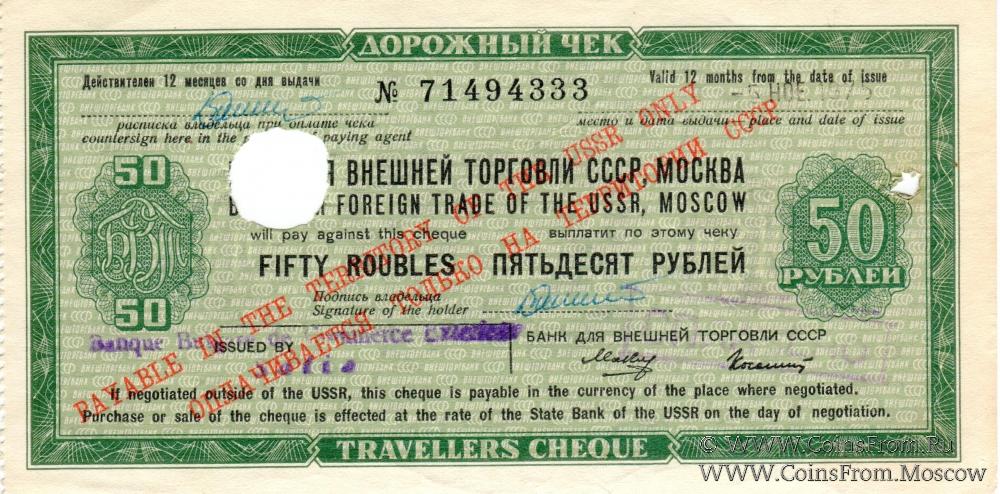 ДОРОЖНЫЙ ЧЕК
Действителен 12 месяцев со дня выдачи
№ 71494333
Valid 12 months from the date of issue
расписка владельца при оплате чека
место и дата выдачи - place and date of issue
countersign here in the paying agent
50
ВНЕШНЕЙ ТОРГОВЛИ СССР, МОСКВА
FOREIGN TRADE OF THE USSR, MOSCOW
will pay against this cheque
выплатит по этому чеку
50
РУБЛЕЙ
FIFTY ROUBLES - ПЯТЬДЕСЯТ РУБЛЕЙ
50
Подпись владельца
Signature of the holder
PAYABLE IN THE TERRITORY OF THE USSR ONLY
ОПЛАЧИВАЕТСЯ ТОЛЬКО НА ТЕРРИТОРИИ СССР
Banque
ISSUED BY
БАНК ДЛЯ ВНЕШНЕЙ ТОРГОВЛИ СССР
If negotiated outside of the USSR, this cheque is payable in the currency of the place where negotiated.
Purchase or sale of the cheque is effected at the rate of the State Bank of the USSR on the day of negotiation.
TRAVELLERS CHEQUE
© WWW.CoinsFrom.Ru
WWW.CoinsFrom.Moscow